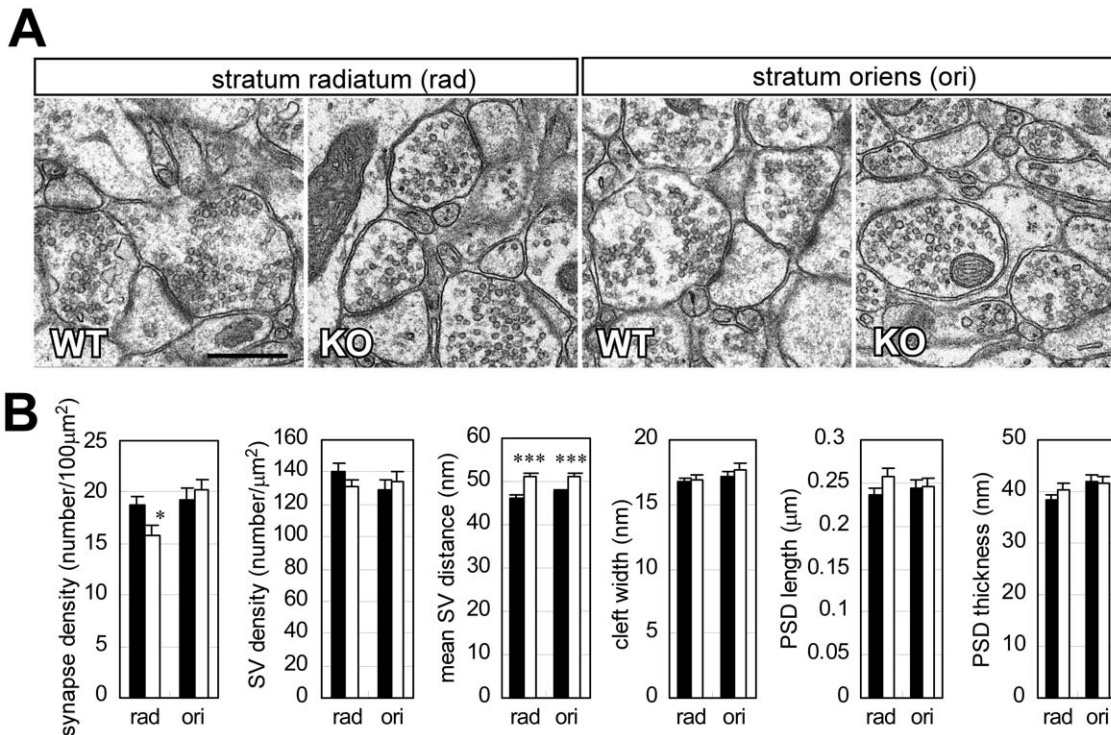 A
stratum radiatum (rad)
stratum oriens (ori)
WT
KO
WT
KO
B
synapse density (number/100μm²)
25
20
15
10
5
0
*
rad
ori
SV density (number/μm²)
160
140
120
100
80
60
40
20
0
rad
ori
mean SV distance (nm)
60
50
40
30
20
10
0
***
***
rad
ori
cleft width (nm)
20
15
10
5
0
rad
ori
PSD length (μm)
0.3
0.25
0.2
0.15
0.1
0.05
0
rad
ori
PSD thickness (nm)
50
40
30
20
10
0
rad
ori